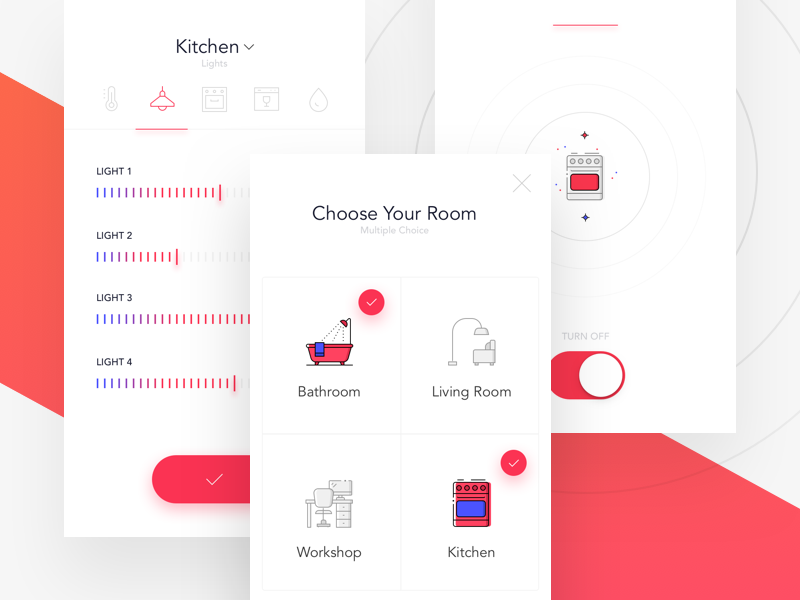 Kitchen
Lights
LIGHT 1
LIGHT 2
LIGHT 3
LIGHT 4
Choose Your Room
Multiple Choice
Bathroom
Living Room
Workshop
Kitchen
TURN OFF